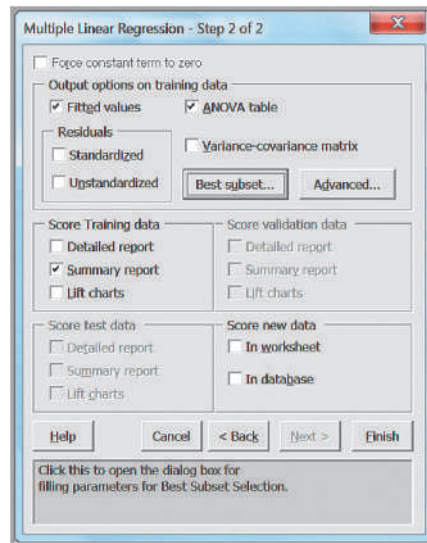 Multiple Linear Regression - Step 2 of 2
Force constant term to zero
Output options on training data
Fitted values
ANOVA table
Residuals
Standardized
Unstandardized
Variance-covariance matrix
Best subset...
Advanced...
Score Training data
Detailed report
Summary report
Lift charts
Score validation data
Detailed report
Summary report
Lift charts
Score test data
Detailed report
Summary report
Lift charts
Score new data
In worksheet
In database
Help
Cancel
< Back
Next >
Finish
Click this to open the dialog box for
filling parameters for Best Subset Selection.